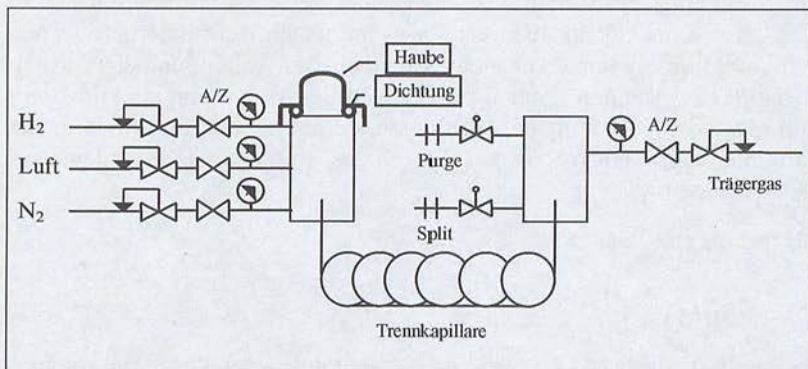 Haube
Dichtung
A/Z
H₂
Luft
N₂
Purge
Split
A/Z
Trägergas
Trennkapillare